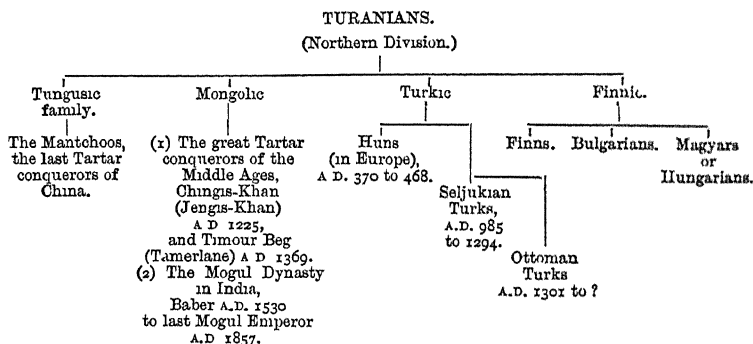 TURANIANS.
(Northern Division.)
Tungusic
family.
The Mantchoos,
the last Tartar
conquerors of
China.
Mongolic
(1) The great Tartar
conquerors of the
Middle Ages,
Chingis-Khan
(Jengis-Khan)
A D 1225,
and Timour Beg
(Tamerlane) A D 1369.
(2) The Mogul Dynasty
in India,
Baber A.D. 1530
to last Mogul Emperor
A.D 1857.
Turkic
Huns
(in Europe),
A D. 370 to 468.
Seljukian
Turks,
A.D. 985
to 1294.
Ottoman
Turks
A.D. 1301 to ?
Finnic.
Finns.
Bulgarians.
Magyars
or
Hungarians.